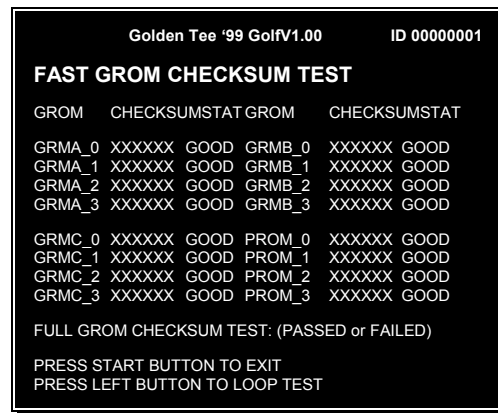 Golden Tee ‘99 GolfV1.00 ID 00000001
FAST GROM CHECKSUM TEST
GROM CHECKSUMSTAT GROM CHECKSUMSTAT
GRMA_0 XXXXXX GOOD GRMB_0 XXXXXX GOOD
GRMA_1 XXXXXX GOOD GRMB_1 XXXXXX GOOD
GRMA_2 XXXXXX GOOD GRMB_2 XXXXXX GOOD
GRMA_3 XXXXXX GOOD GRMB_3 XXXXXX GOOD
GRMC_0 XXXXXX GOOD PROM_0 XXXXXX GOOD
GRMC_1 XXXXXX GOOD PROM_1 XXXXXX GOOD
GRMC_2 XXXXXX GOOD PROM_2 XXXXXX GOOD
GRMC_3 XXXXXX GOOD PROM_3 XXXXXX GOOD
FULL GROM CHECKSUM TEST: (PASSED or FAILED)
PRESS START BUTTON TO EXIT
PRESS LEFT BUTTON TO LOOP TEST